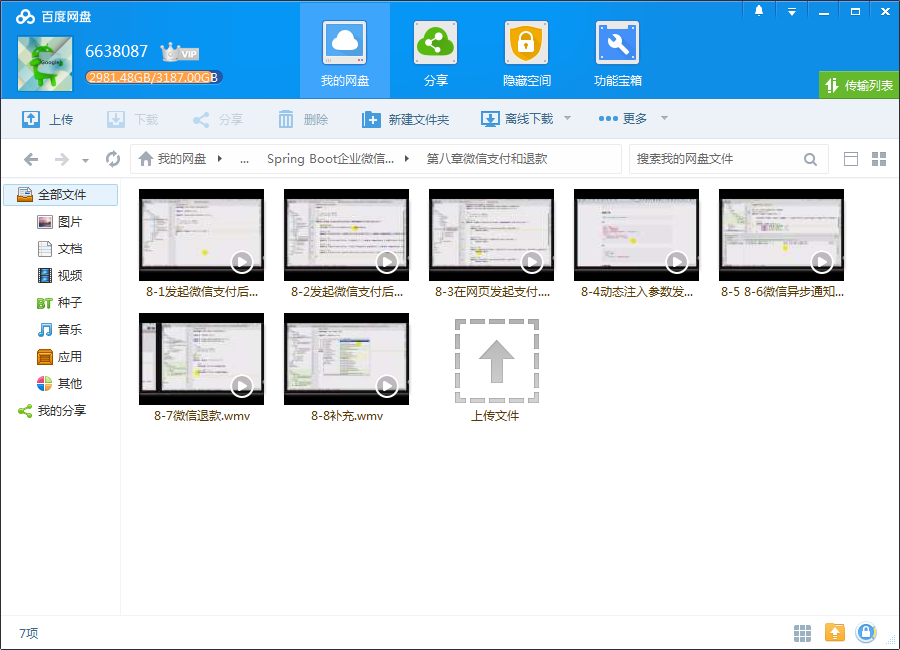 百度网盘
6638087 VIP
2981.48GB/3187.00GB
我的网盘 分享 隐藏空间 功能宝箱
传输列表
上传 下载 分享 删除 新建文件夹 离线下载 更多
我的网盘 ... Spring Boot企业微信... 第八章微信支付和退款 搜索我的网盘文件
全部文件
图片
文档
视频
BT 种子
音乐
应用
其他
我的分享
8-1发起微信支付后... 8-2发起微信支付后... 8-3在网页发起支付.... 8-4动态注入参数发... 8-5 8-6微信异步通知...
8-7微信退款.wmv 8-8补充.wmv 上传文件
7项